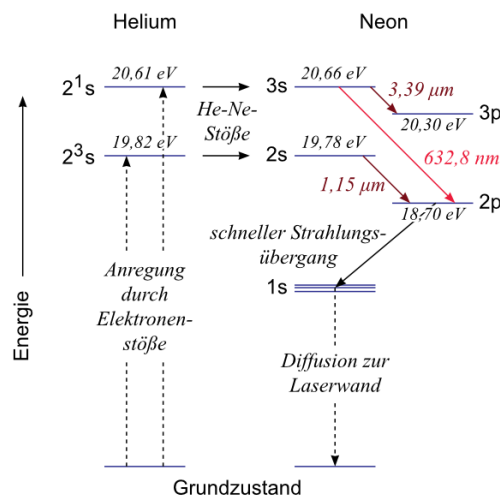 Helium
Neon
2¹s
20,61 eV
3s
20,66 eV
3,39 µm
3p
20,30 eV
He-Ne-
Stöße
2³s
19,82 eV
2s
19,78 eV
632,8 nm
1,15 µm
2p
18,70 eV
schneller Strahlungs-
übergang
Anregung
durch
Elektronen-
stöße
1s
Diffusion zur
Laserwand
Energie
Grundzustand